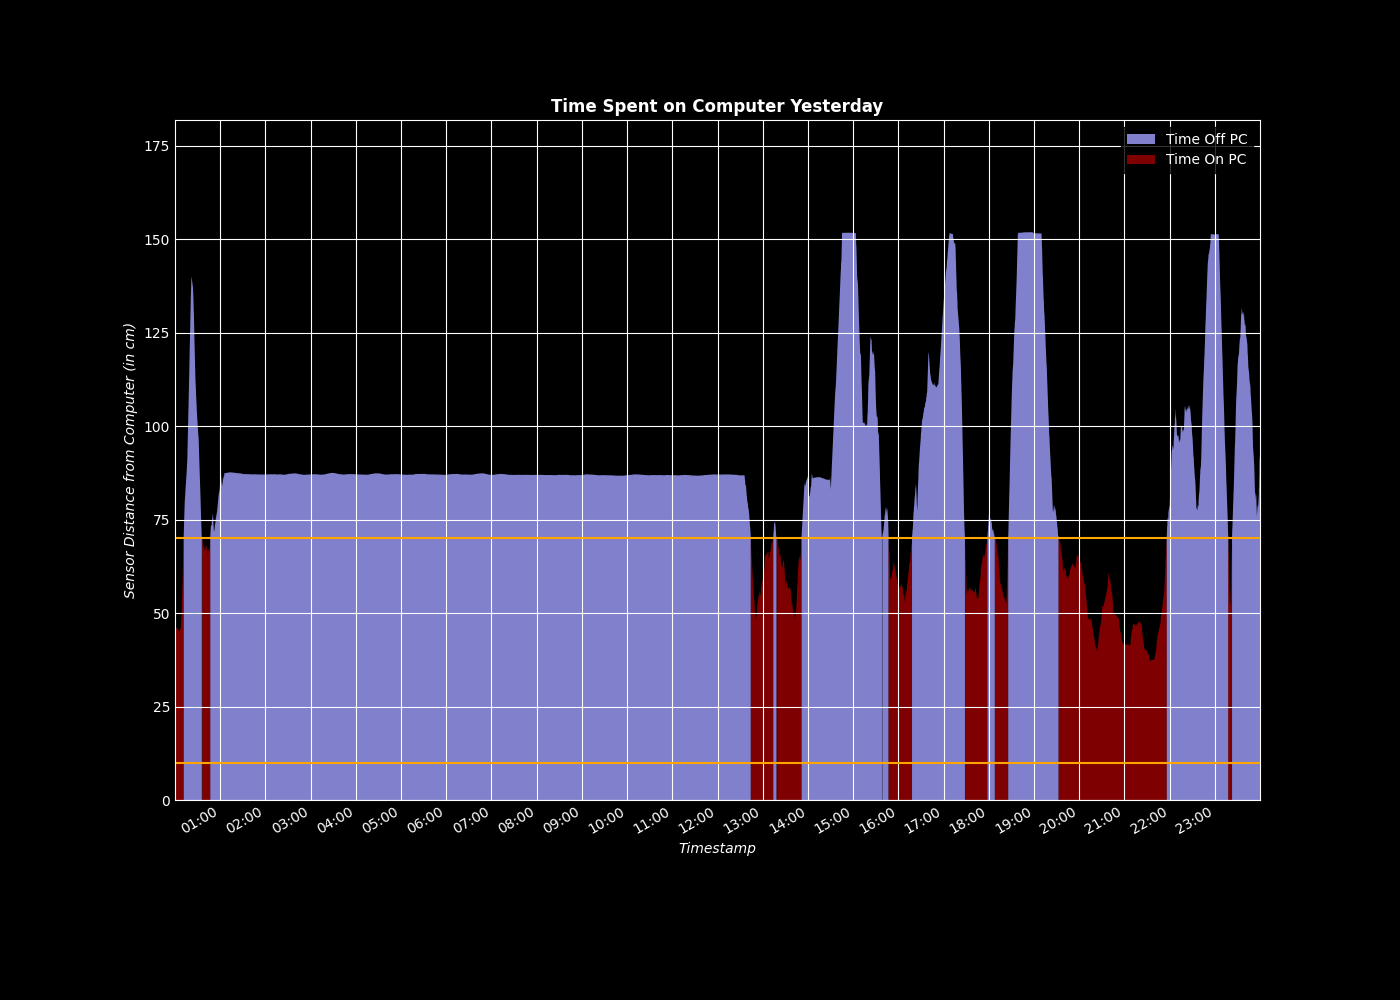 Time Spent on Computer Yesterday
Time Off PC
Time On PC
Sensor Distance from Computer (in cm)
175
150
125
100
75
50
25
0
01:00 02:00 03:00 04:00 05:00 06:00 07:00 08:00 09:00 10:00 11:00 12:00 13:00 14:00 15:00 16:00 17:00 18:00 19:00 20:00 21:00 22:00 23:00
Timestamp